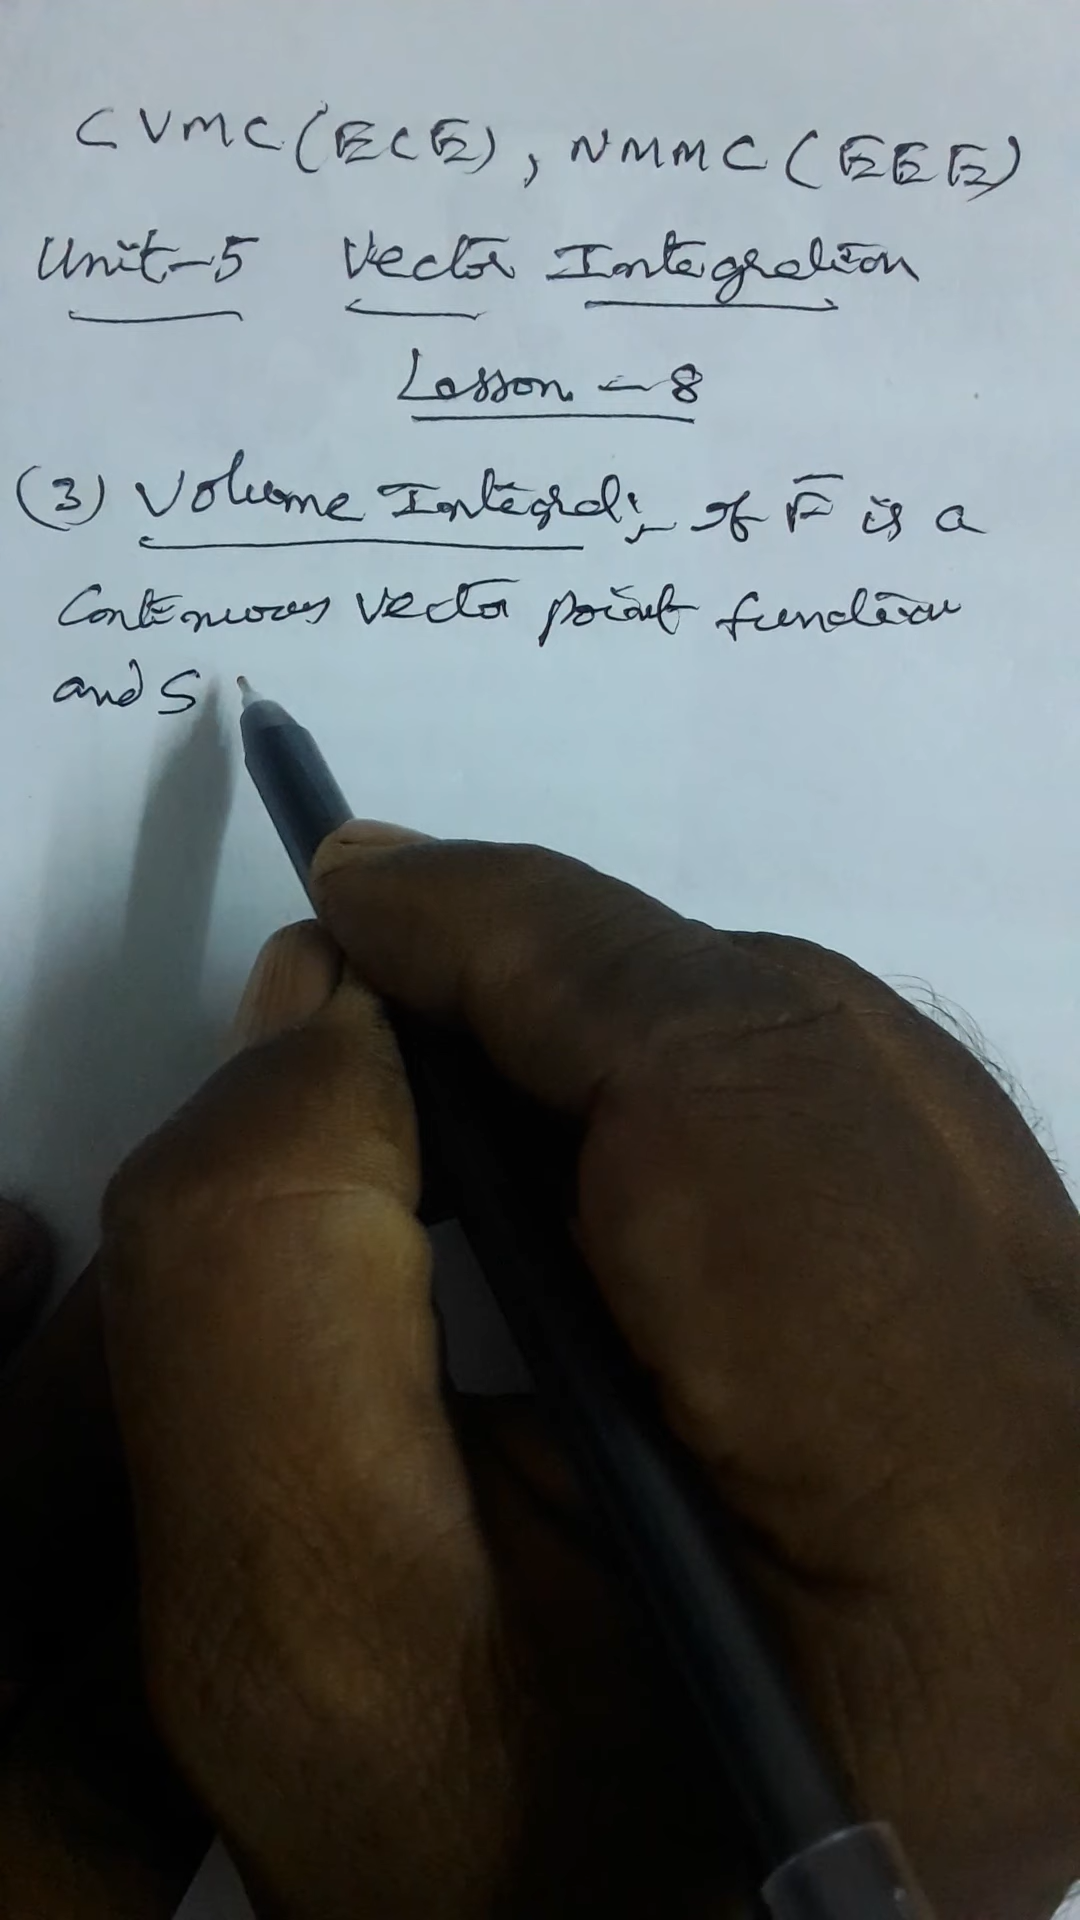 CVMC (ECE), NMMC (EEE)
Unit-5 Vector Integration
Lesson - 8
(3) Volume Integral:- If F̅ is a
Continuous vector point function
and S